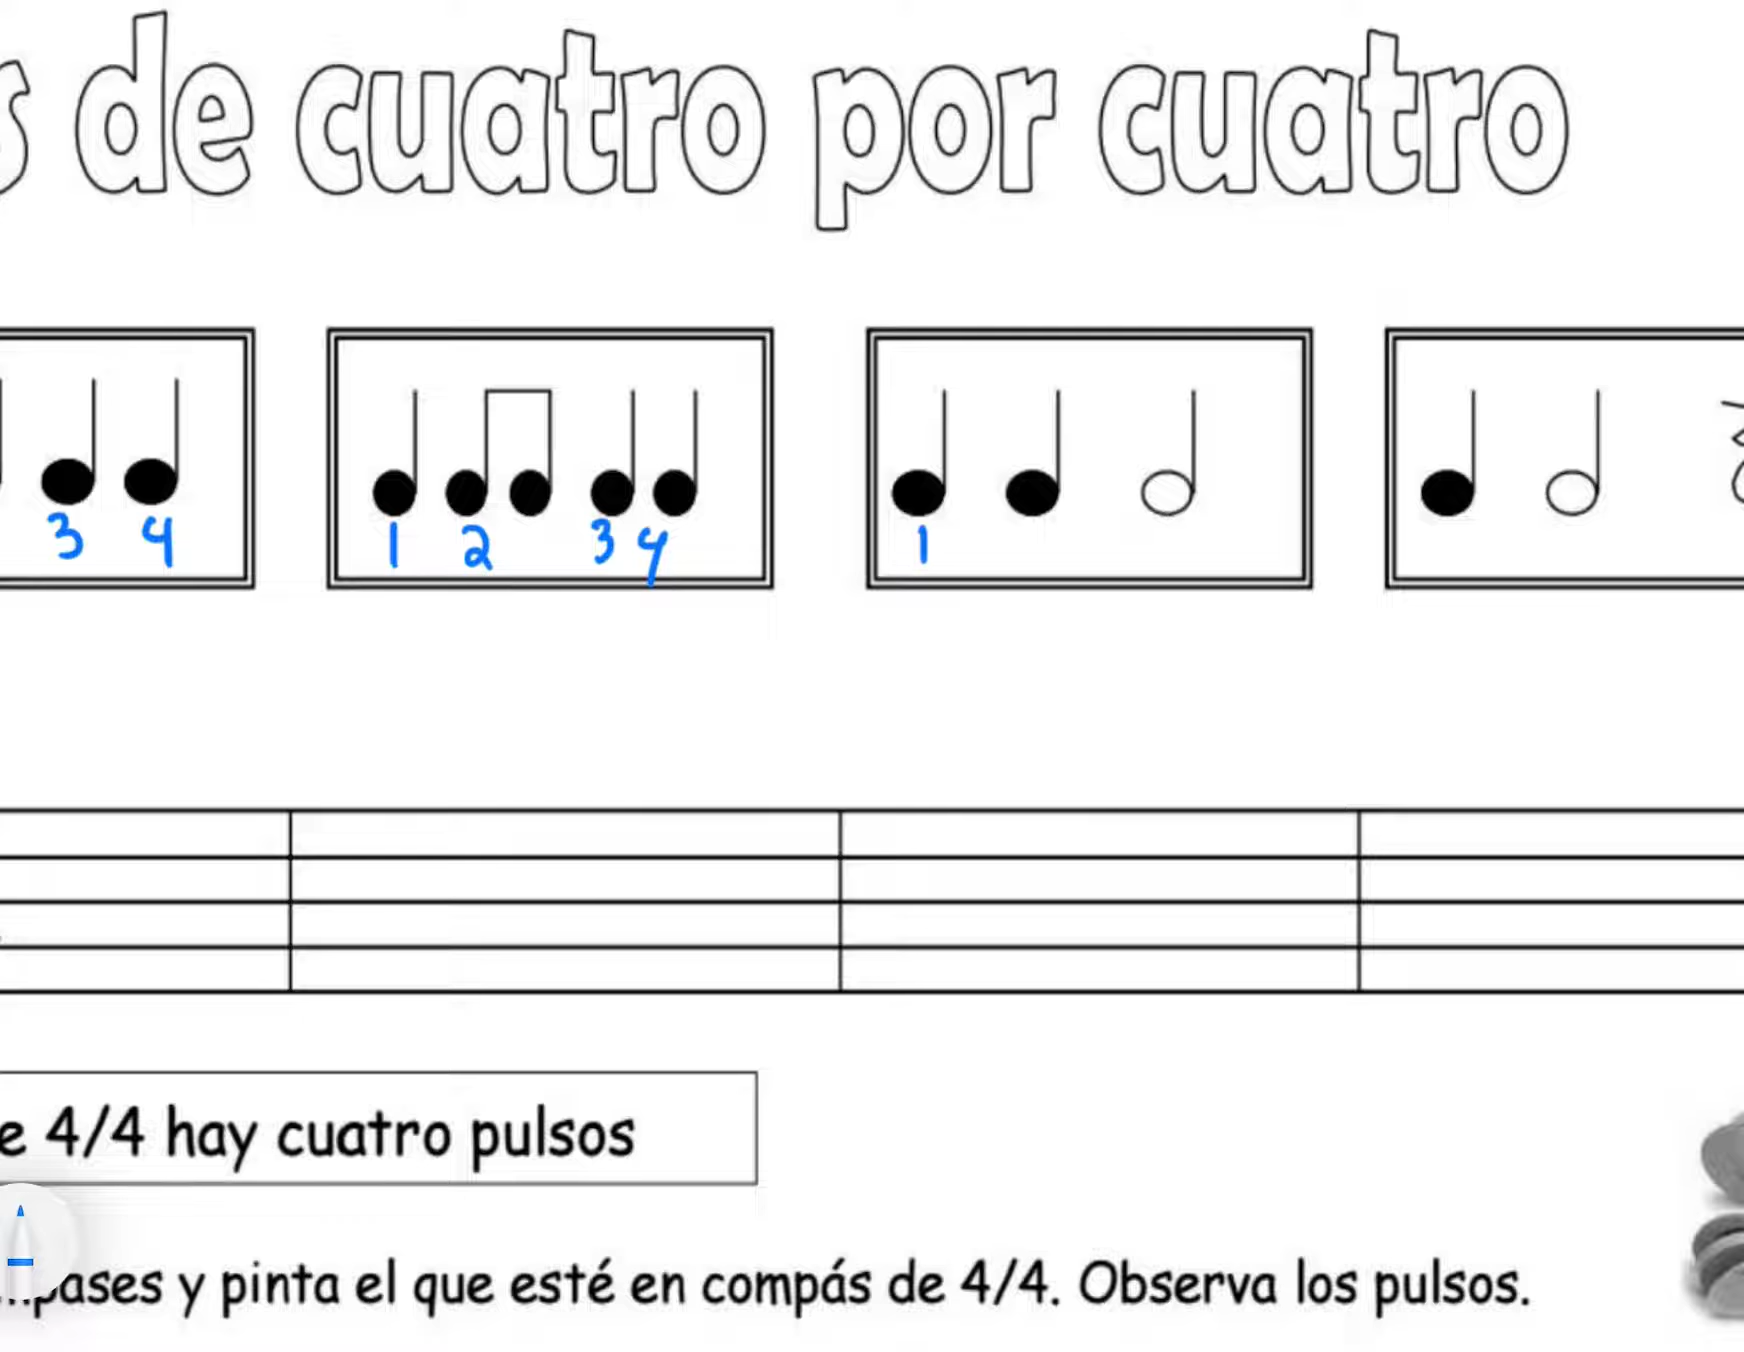 s de cuatro por cuatro
3 4 1 2 3 4 1
e 4/4 hay cuatro pulsos
pases y pinta el que esté en compás de 4/4. Observa los pulsos.